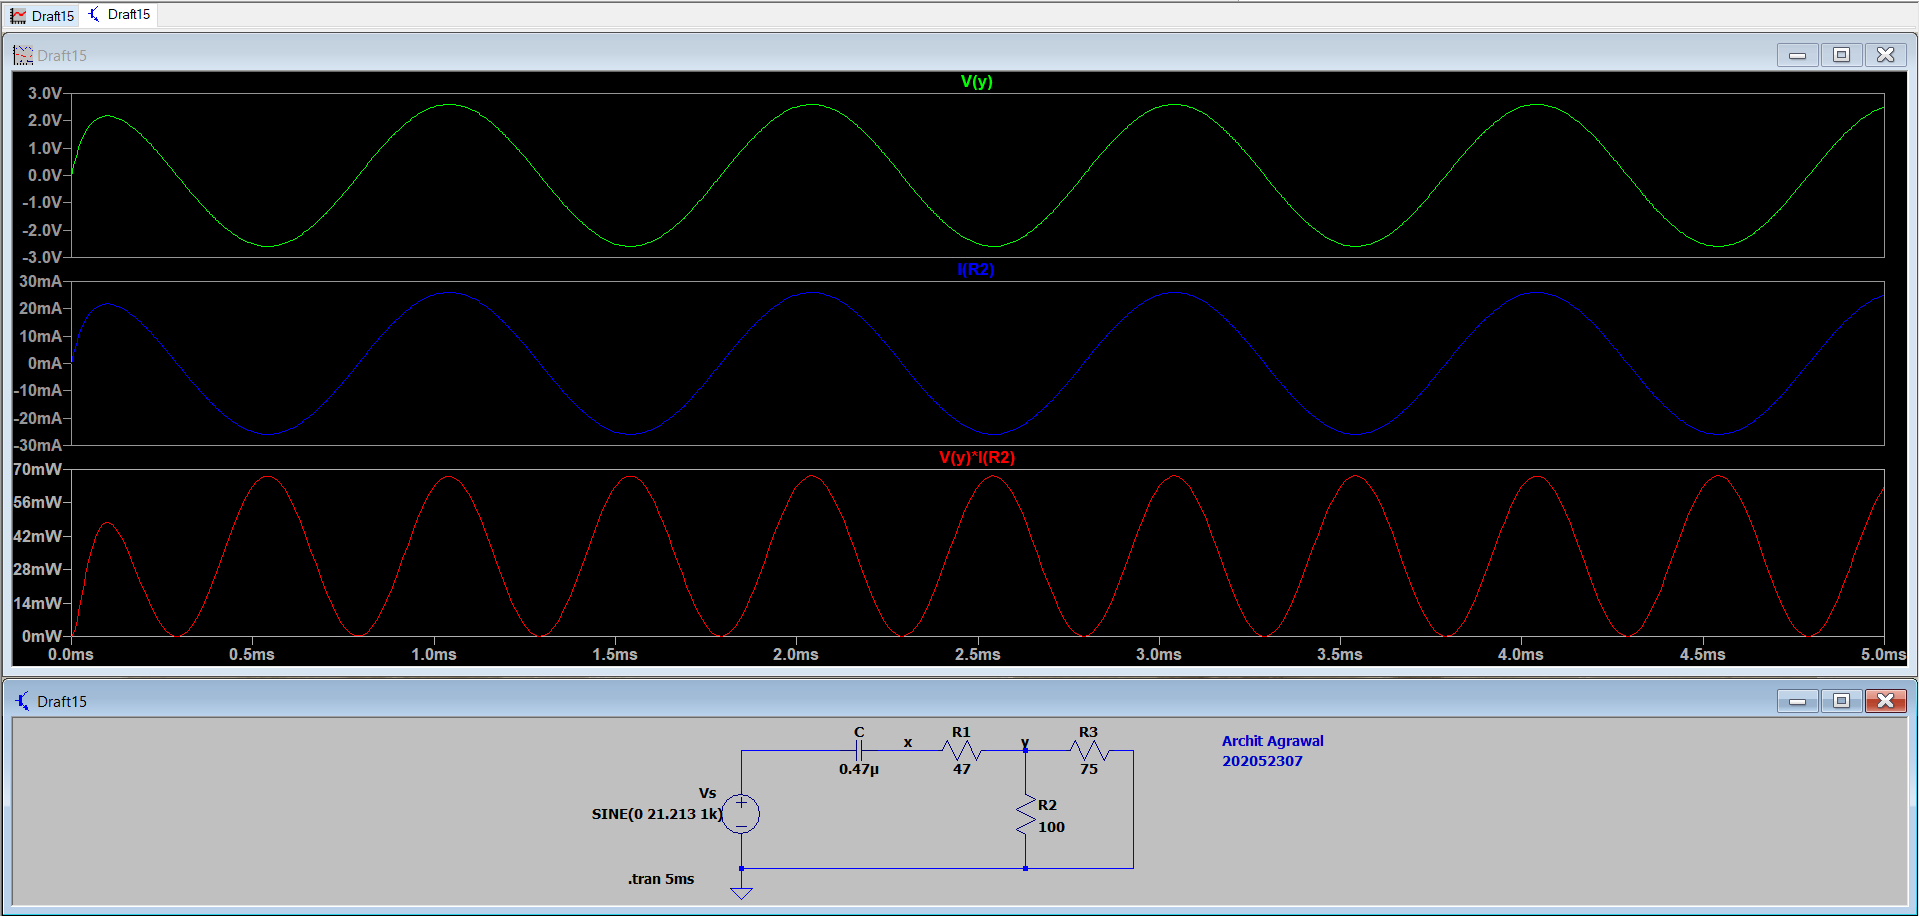 Draft15 Draft15
Draft15
V(y)
3.0V
2.0V
1.0V
0.0V
-1.0V
-2.0V
-3.0V
I(R2)
30mA
20mA
10mA
0mA
-10mA
-20mA
-30mA
V(y)*I(R2)
70mW
56mW
42mW
28mW
14mW
0mW
0.0ms 0.5ms 1.0ms 1.5ms 2.0ms 2.5ms 3.0ms 3.5ms 4.0ms 4.5ms 5.0ms
Draft15
C
0.47µ
x
R1
47
y
R3
75
R2
100
Vs
SINE(0 21.213 1k)
.tran 5ms
Archit Agrawal
202052307